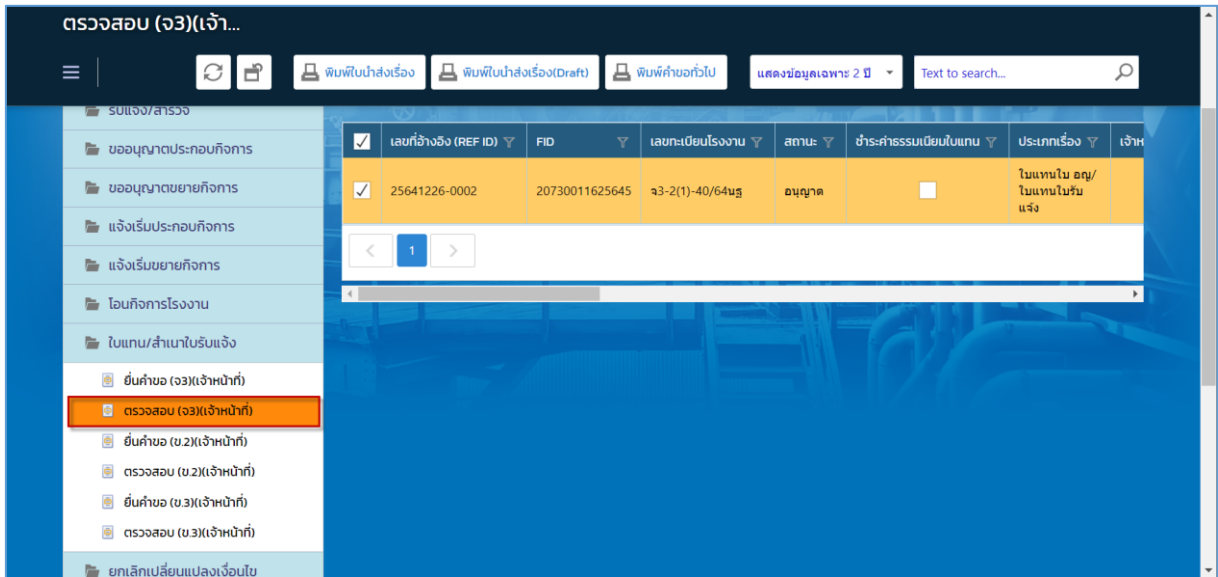 ตรวจสอบ (จ3)(เจ้า...
พิมพ์ใบนำส่งเรื่อง
พิมพ์ใบนำส่งเรื่อง(Draft)
พิมพ์คำขอทั่วไป
แสดงข้อมูลเฉพาะ 2 ปี
Text to search...
รับแจ้ง/สำรวจ
ขออนุญาตประกอบกิจการ
ขออนุญาตขยายกิจการ
แจ้งเริ่มประกอบกิจการ
แจ้งเริ่มขยายกิจการ
โอนกิจการโรงงาน
ใบแทน/สำเนาใบรับแจ้ง
ยื่นคำขอ (จ3)(เจ้าหน้าที่)
ตรวจสอบ (จ3)(เจ้าหน้าที่)
ยื่นคำขอ (ข.2)(เจ้าหน้าที่)
ตรวจสอบ (ข.2)(เจ้าหน้าที่)
ยื่นคำขอ (ข.3)(เจ้าหน้าที่)
ตรวจสอบ (ข.3)(เจ้าหน้าที่)
ยกเลิกเปลี่ยนแปลงเงื่อนไข
เลขที่อ้างอิง (REF ID) FID เลขทะเบียนโรงงาน สถานะ ชำระค่าธรรมเนียมใบแทน ประเภทเรื่อง เจ้าห
25641226-0002 20730011625645 จ3-2(1)-40/64นฐ อนุญาต
ใบแทนใบ อญ/
ใบแทนใบรับ
แจ้ง
1